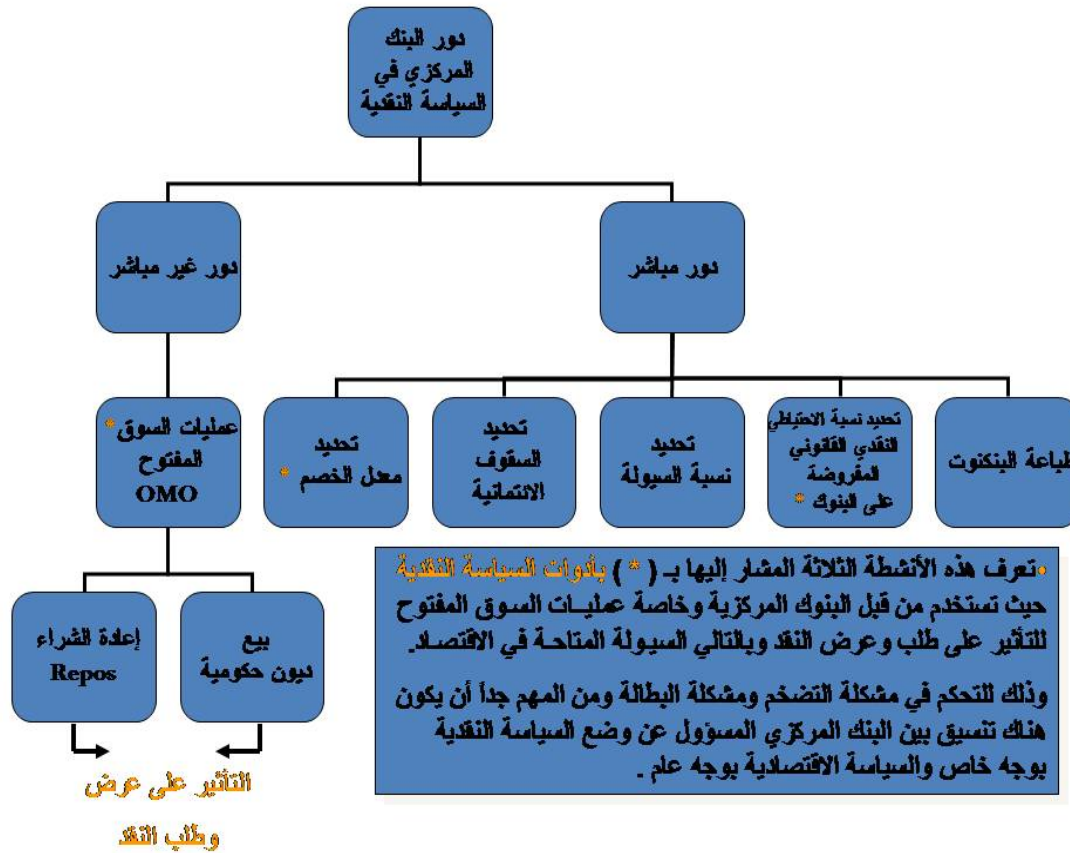 دور البنك
المركزي في
السياسة النقدية
دور مباشر
دور غير مباشر
طباعة البنكنوت
تحديد نسبة الاحتياطي
النقدي القانوني
المفروضة
على البنوك *
تحديد
نسبة السيولة
تحديد
السقوف
الائتمانية
تحديد
معدل الخصم *
عمليات السوق *
المفتوح
OMO
بيع
ديون حكومية
إعادة الشراء
Repos
التأثير على عرض
وطلب النقد
•تعرف هذه الأنشطة الثلاثة المشار إليها بـ ( * ) بأدوات السياسة النقدية
حيث تستخدم من قبل البنوك المركزية وخاصة عمليــات السوق المفتوح
للتأثير على طلب وعرض النقد وبالتالي السيولة المتاحـة في الاقتصـاد.
وذلك للتحكم في مشكلة التضخم ومشكلة البطالة ومن المهم جداً أن يكون
هناك تنسيق بين البنك المركزي المسؤول عن وضع السياسة النقدية
بوجه خاص والسياسة الاقتصادية بوجه عام .